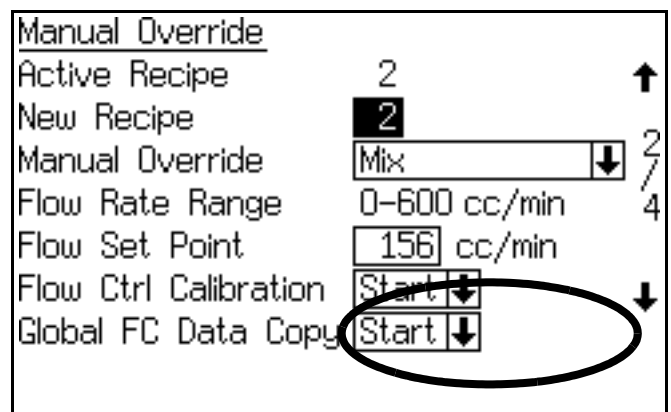 Manual Override
Active Recipe 2
New Recipe 2
Manual Override Mix
Flow Rate Range 0-600 cc/min
Flow Set Point 156 cc/min
Flow Ctrl Calibration Start
Global FC Data Copy Start
2/4